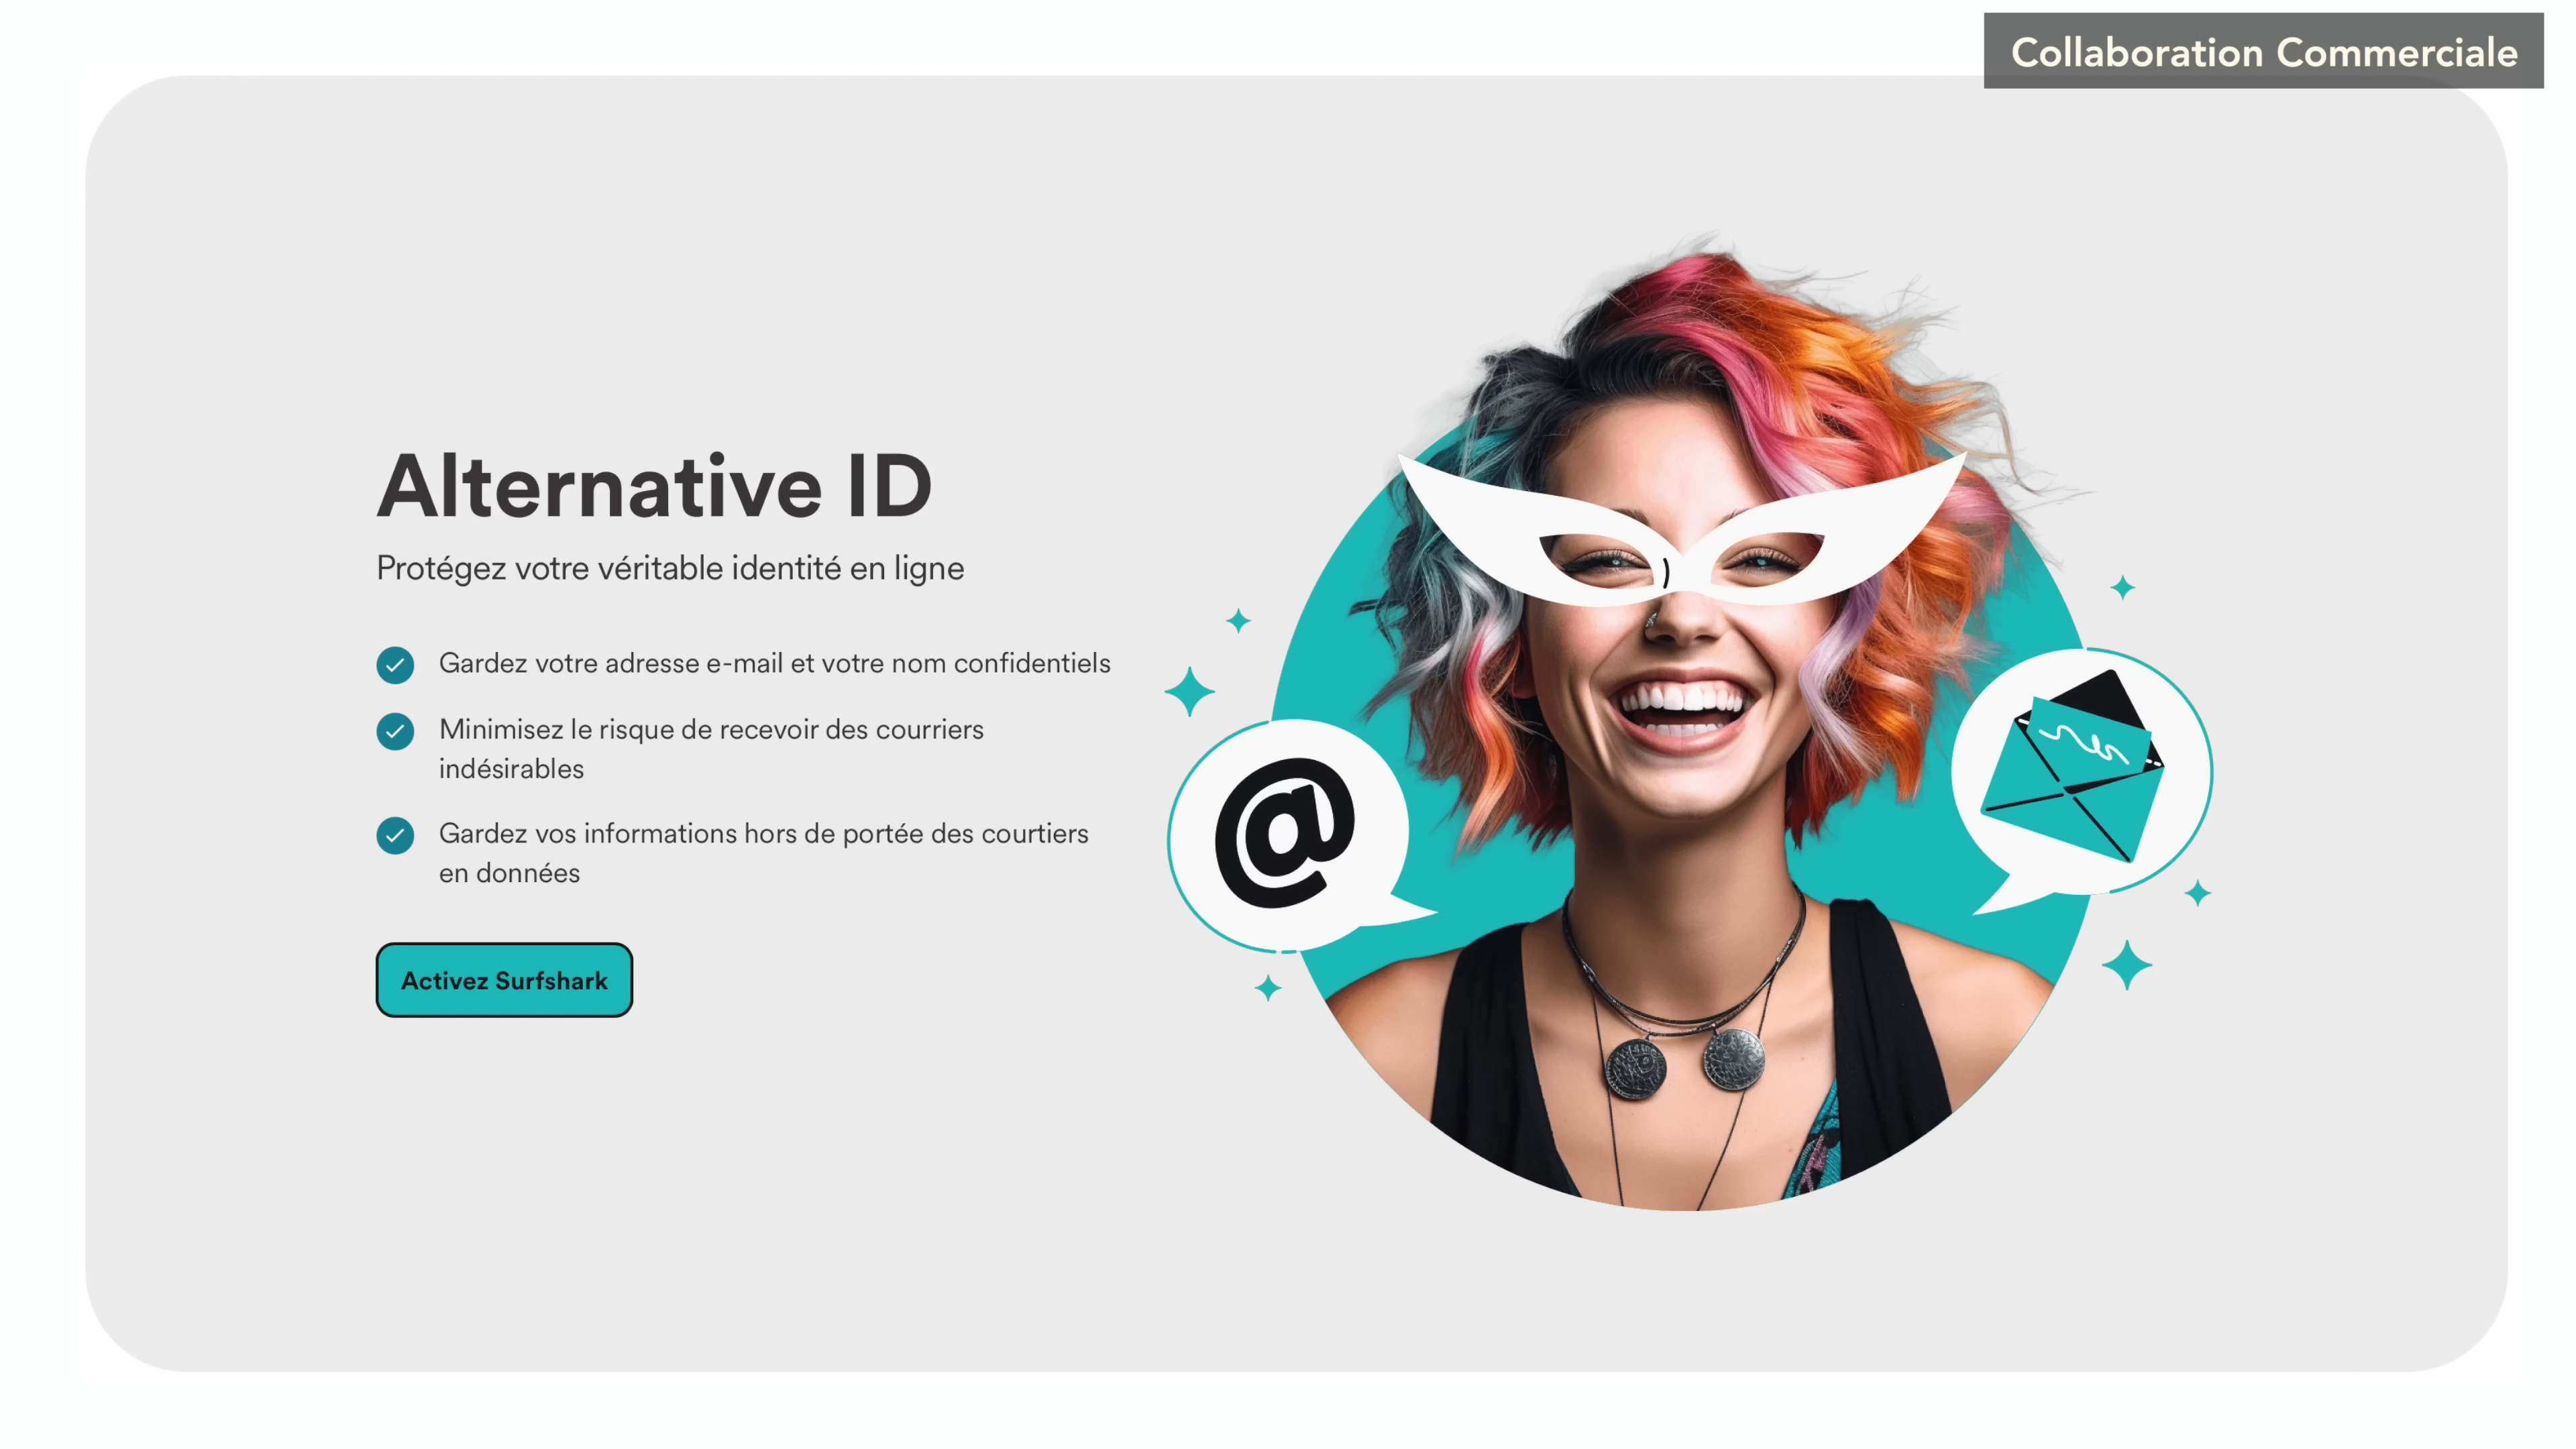 Collaboration Commerciale
Alternative ID
Protégez votre véritable identité en ligne
Gardez votre adresse e-mail et votre nom confidentiels
Minimisez le risque de recevoir des courriers
indésirables
Gardez vos informations hors de portée des courtiers
en données
Activez Surfshark
@